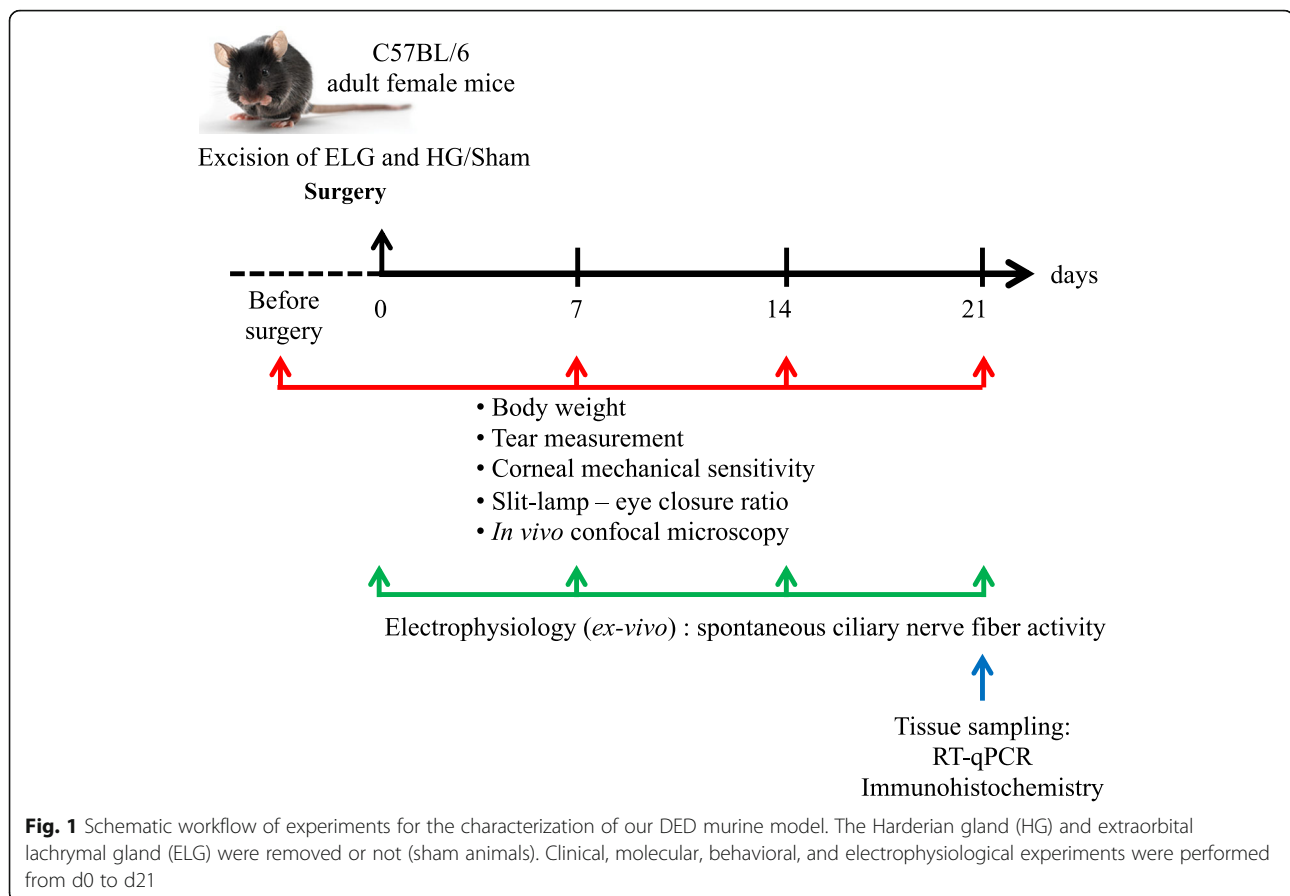 C57BL/6
adult female mice
Excision of ELG and HG/Sham
Surgery
days
Before
surgery
0
7
14
21
• Body weight
• Tear measurement
• Corneal mechanical sensitivity
• Slit-lamp – eye closure ratio
• In vivo confocal microscopy
Electrophysiology (ex-vivo) : spontaneous ciliary nerve fiber activity
Tissue sampling:
RT-qPCR
Immunohistochemistry
Fig. 1 Schematic workflow of experiments for the characterization of our DED murine model. The Harderian gland (HG) and extraorbital
lachrymal gland (ELG) were removed or not (sham animals). Clinical, molecular, behavioral, and electrophysiological experiments were performed
from d0 to d21